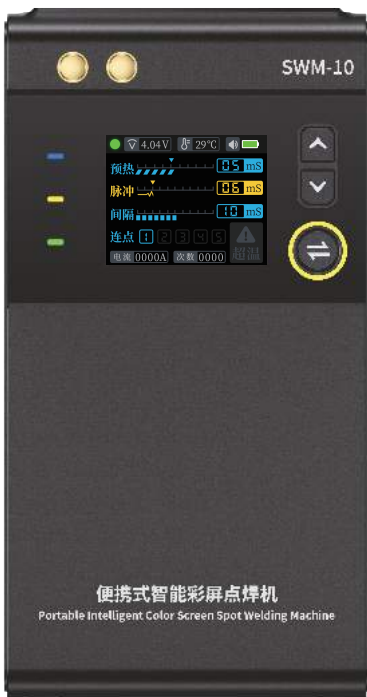 SWM-10
4.04V 29℃
预热 05 mS
脉冲 06 mS
间隔 10 mS
连点 1 2 3 4 5
电流 0000A 次数 0000
超温
便携式智能彩屏点焊机
Portable Intelligent Color Screen Spot Welding Machine